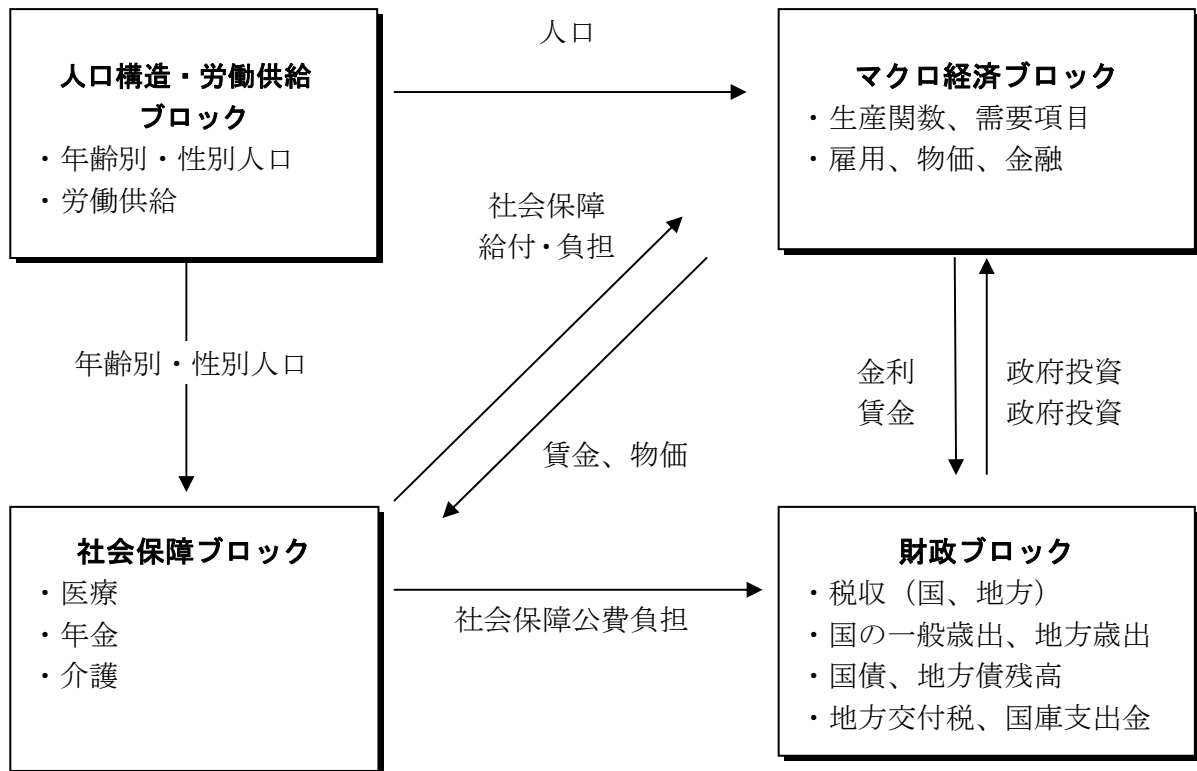 人口構造・労働供給
ブロック
・年齢別・性別人口
・労働供給
人口
マクロ経済ブロック
・生産関数、需要項目
・雇用、物価、金融
社会保障
給付・負担
年齢別・性別人口
賃金、物価
金利
賃金
政府投資
政府投資
社会保障ブロック
・医療
・年金
・介護
社会保障公費負担
財政ブロック
・税収（国、地方）
・国の一般歳出、地方歳出
・国債、地方債残高
・地方交付税、国庫支出金